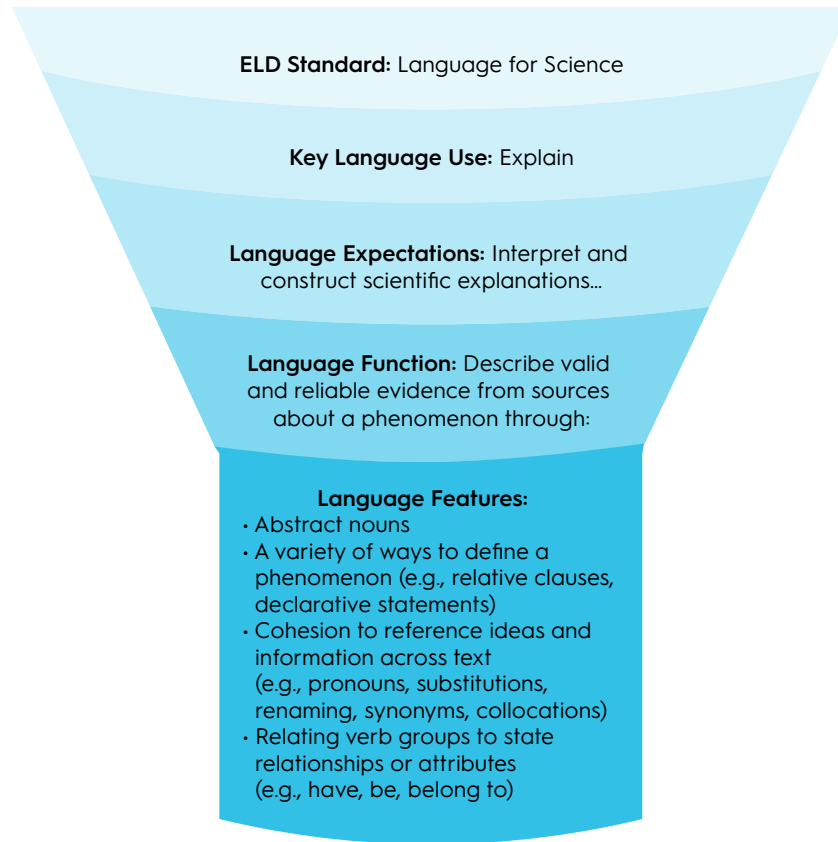 ELD Standard: Language for Science
Key Language Use: Explain
Language Expectations: Interpret and
construct scientific explanations...
Language Function: Describe valid
and reliable evidence from sources
about a phenomenon through:
Language Features:
· Abstract nouns
· A variety of ways to define a
phenomenon (e.g., relative clauses,
declarative statements)
· Cohesion to reference ideas and
information across text
(e.g., pronouns, substitutions,
renaming, synonyms, collocations)
· Relating verb groups to state
relationships or attributes
(e.g., have, be, belong to)